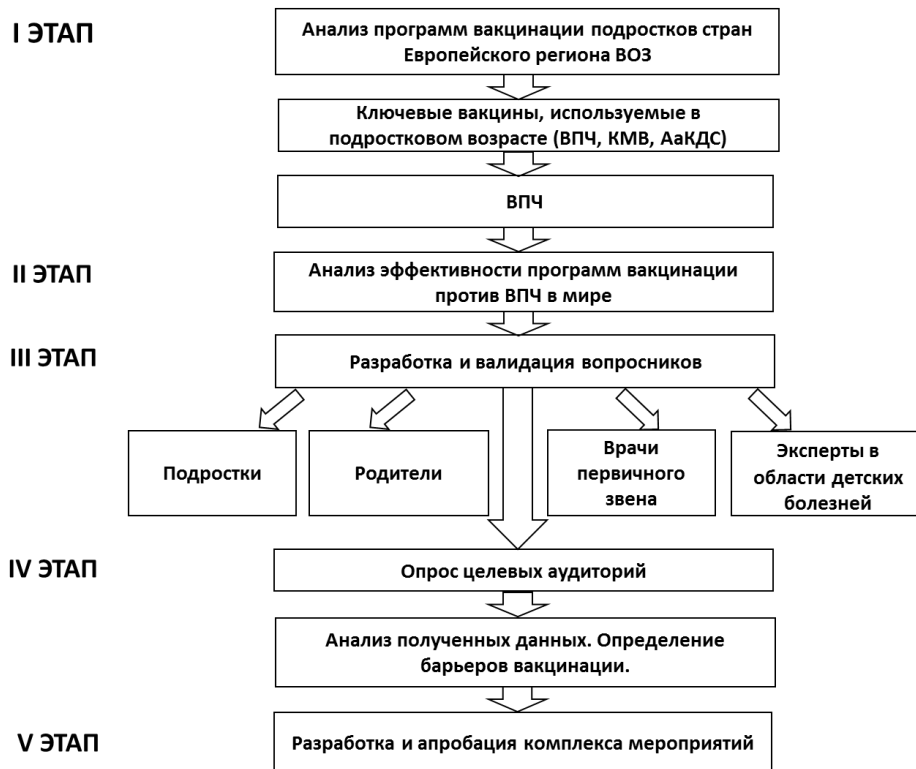 I ЭТАП
Анализ программ вакцинации подростков стран
Европейского региона ВОЗ
Ключевые вакцины, используемые в
подростковом возрасте (ВПЧ, КМВ, АаКДС)
ВПЧ
II ЭТАП
Анализ эффективности программ вакцинации
против ВПЧ в мире
III ЭТАП
Разработка и валидация вопросников
Подростки
Родители
Врачи
первичного
звена
Эксперты в
области детских
болезней
IV ЭТАП
Опрос целевых аудиторий
Анализ полученных данных. Определение
барьеров вакцинации.
V ЭТАП
Разработка и апробация комплекса мероприятий